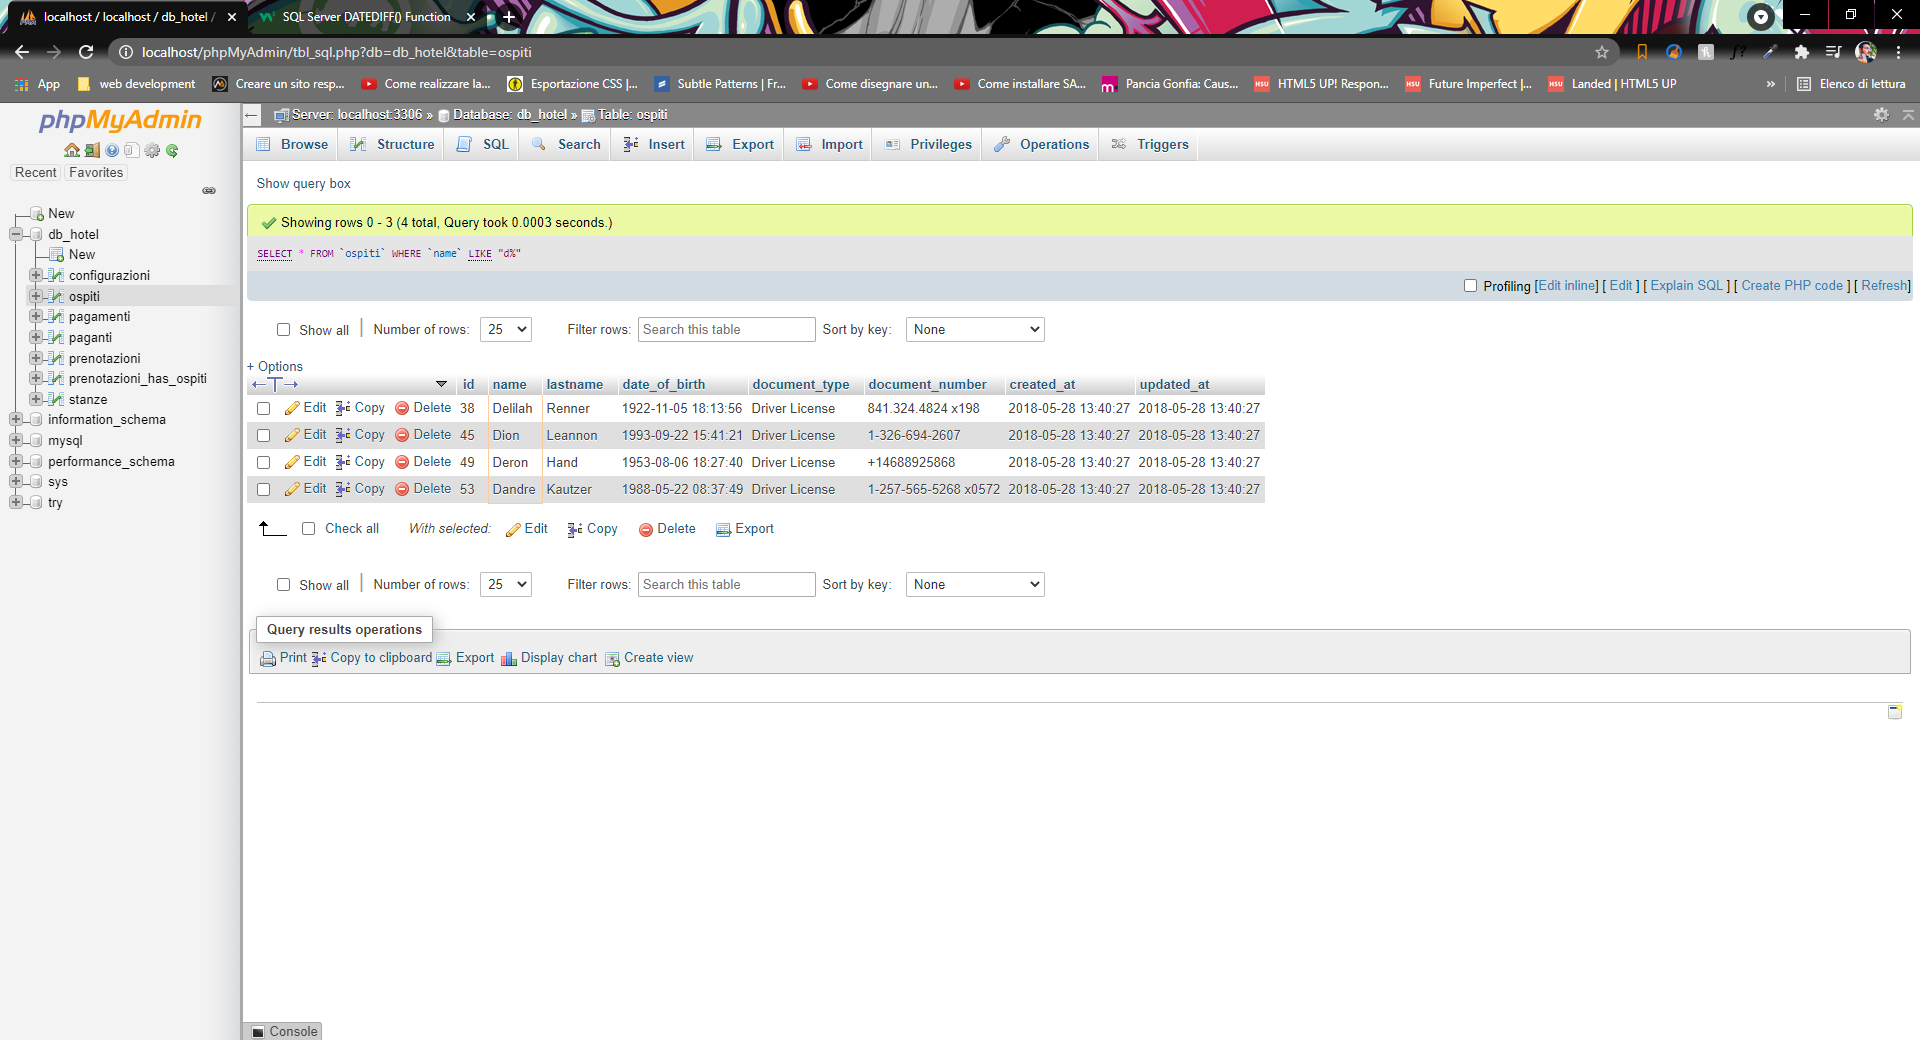 localhost / localhost / db_hotel /
SQL Server DATEDIFF() Function
localhost/phpMyAdmin/tbl_sql.php?db=db_hotel&table=ospiti
App web development Creare un sito resp... Come realizzare la... Esportazione CSS |... Subtle Patterns | Fr... Come disegnare un... Come installare SA... Pancia Gonfia: Caus... HTML5 UP! Respon... Future Imperfect |... Landed | HTML5 UP » Elenco di lettura
phpMyAdmin
Recent Favorites
New
db_hotel
New
configurazioni
ospiti
pagamenti
paganti
prenotazioni
prenotazioni_has_ospiti
stanze
information_schema
mysql
performance_schema
sys
try
Server: localhost:3306 » Database: db_hotel » Table: ospiti
Browse Structure SQL Search Insert Export Import Privileges Operations Triggers
Show query box
Showing rows 0 - 3 (4 total, Query took 0.0003 seconds.)
SELECT * FROM `ospiti` WHERE `name` LIKE "d%"
Profiling [Edit inline] [ Edit ] [ Explain SQL ] [ Create PHP code ] [ Refresh]
Show all | Number of rows: 25 Filter rows: Search this table Sort by key: None
+ Options
id name lastname date_of_birth document_type document_number created_at updated_at
Edit Copy Delete 38 Delilah Renner 1922-11-05 18:13:56 Driver License 841.324.4824 x198 2018-05-28 13:40:27 2018-05-28 13:40:27
Edit Copy Delete 45 Dion Leannon 1993-09-22 15:41:21 Driver License 1-326-694-2607 2018-05-28 13:40:27 2018-05-28 13:40:27
Edit Copy Delete 49 Deron Hand 1953-08-06 18:27:40 Driver License +14688925868 2018-05-28 13:40:27 2018-05-28 13:40:27
Edit Copy Delete 53 Dandre Kautzer 1988-05-22 08:37:49 Driver License 1-257-565-5268 x0572 2018-05-28 13:40:27 2018-05-28 13:40:27
Check all With selected: Edit Copy Delete Export
Show all | Number of rows: 25 Filter rows: Search this table Sort by key: None
Query results operations
Print Copy to clipboard Export Display chart Create view
Console